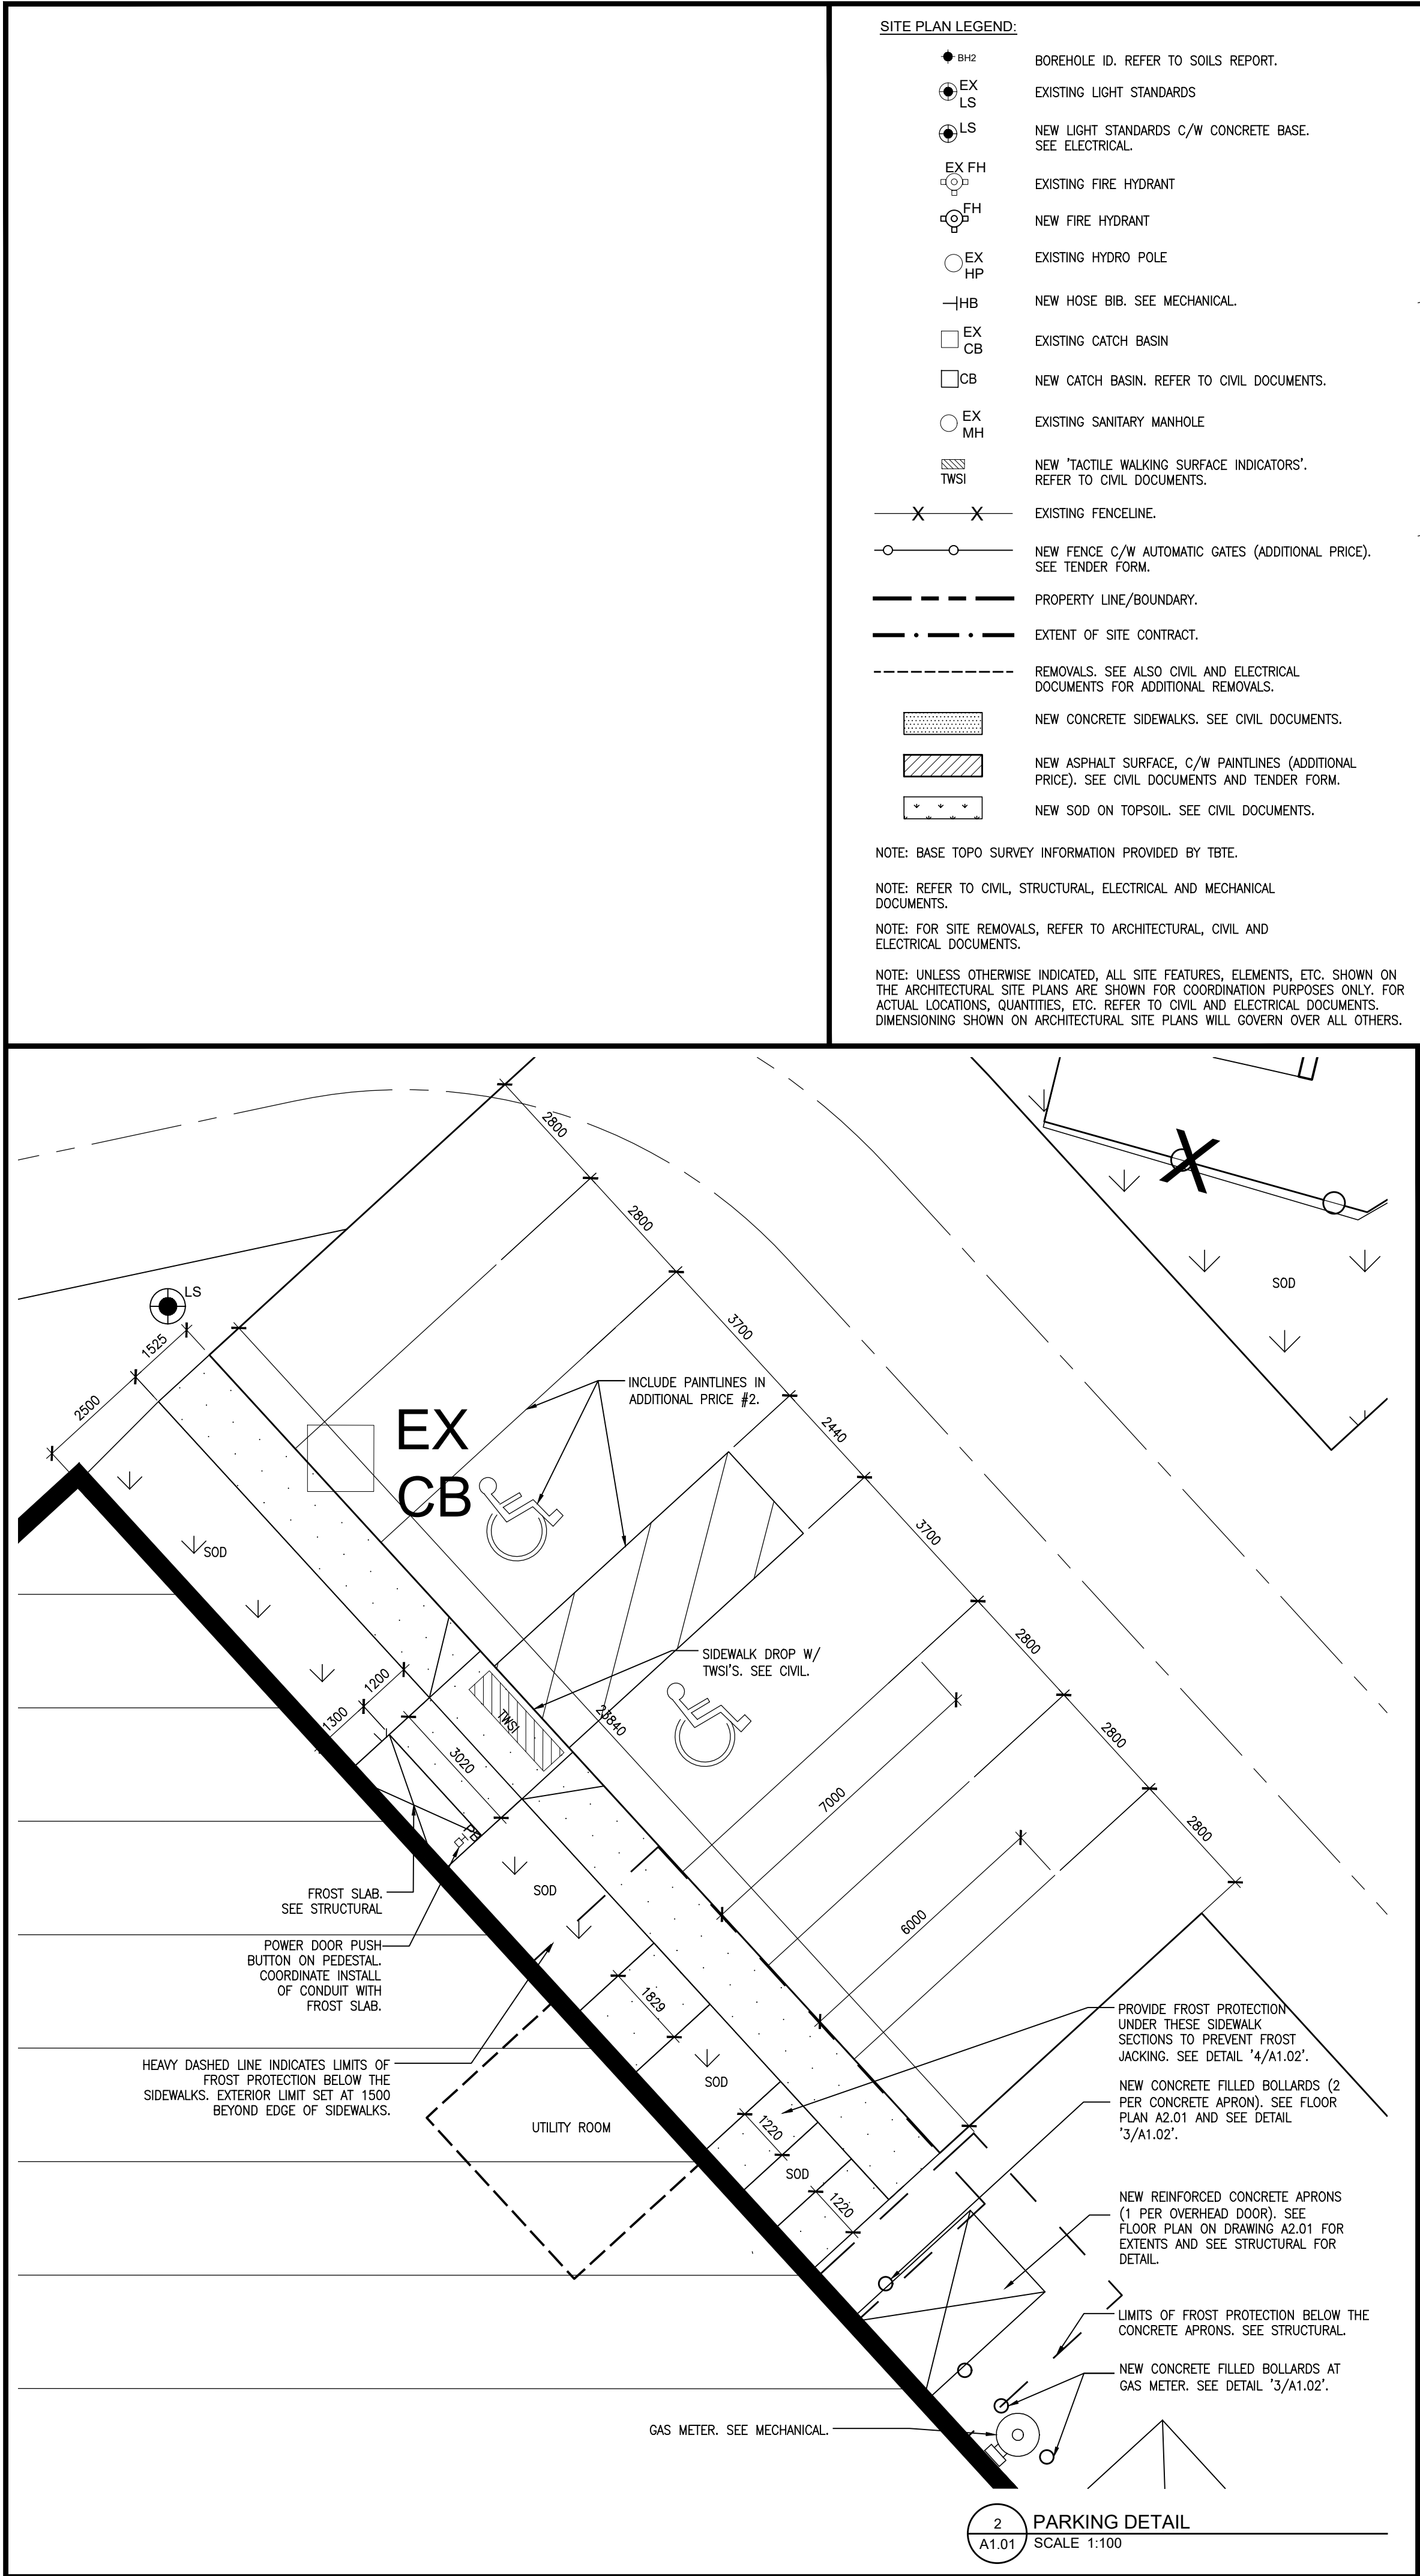 SITE PLAN LEGEND:
BH2
BOREHOLE ID. REFER TO SOILS REPORT.
EX
LS
EXISTING LIGHT STANDARDS
LS
NEW LIGHT STANDARDS C/W CONCRETE BASE.
SEE ELECTRICAL.
EX FH
EXISTING FIRE HYDRANT
FH
NEW FIRE HYDRANT
EX
HP
EXISTING HYDRO POLE
HB
NEW HOSE BIB. SEE MECHANICAL.
EX
CB
EXISTING CATCH BASIN
CB
NEW CATCH BASIN. REFER TO CIVIL DOCUMENTS.
EX
MH
EXISTING SANITARY MANHOLE
TWSI
NEW 'TACTILE WALKING SURFACE INDICATORS'.
REFER TO CIVIL DOCUMENTS.
X X
EXISTING FENCELINE.
NEW FENCE C/W AUTOMATIC GATES (ADDITIONAL PRICE).
SEE TENDER FORM.
PROPERTY LINE/BOUNDARY.
EXTENT OF SITE CONTRACT.
REMOVALS. SEE ALSO CIVIL AND ELECTRICAL
DOCUMENTS FOR ADDITIONAL REMOVALS.
NEW CONCRETE SIDEWALKS. SEE CIVIL DOCUMENTS.
NEW ASPHALT SURFACE, C/W PAINTLINES (ADDITIONAL
PRICE). SEE CIVIL DOCUMENTS AND TENDER FORM.
NEW SOD ON TOPSOIL. SEE CIVIL DOCUMENTS.
NOTE: BASE TOPO SURVEY INFORMATION PROVIDED BY TBTE.
NOTE: REFER TO CIVIL, STRUCTURAL, ELECTRICAL AND MECHANICAL
DOCUMENTS.
NOTE: FOR SITE REMOVALS, REFER TO ARCHITECTURAL, CIVIL AND
ELECTRICAL DOCUMENTS.
NOTE: UNLESS OTHERWISE INDICATED, ALL SITE FEATURES, ELEMENTS, ETC. SHOWN ON
THE ARCHITECTURAL SITE PLANS ARE SHOWN FOR COORDINATION PURPOSES ONLY. FOR
ACTUAL LOCATIONS, QUANTITIES, ETC. REFER TO CIVIL AND ELECTRICAL DOCUMENTS.
DIMENSIONING SHOWN ON ARCHITECTURAL SITE PLANS WILL GOVERN OVER ALL OTHERS.
2800
X
2800
SOD
LS
3700
1525
INCLUDE PAINTLINES IN
ADDITIONAL PRICE #2.
2500
EX
CB
2440
3700
SOD
2800
SIDEWALK DROP W/
TWSI'S. SEE CIVIL.
1200
1300
TWSI
23840
3020
2800
7000
2800
PB
FROST SLAB.
SEE STRUCTURAL
SOD
6000
POWER DOOR PUSH
BUTTON ON PEDESTAL.
COORDINATE INSTALL
OF CONDUIT WITH
FROST SLAB.
1829
PROVIDE FROST PROTECTION
UNDER THESE SIDEWALK
SECTIONS TO PREVENT FROST
JACKING. SEE DETAIL '4/A1.02'.
HEAVY DASHED LINE INDICATES LIMITS OF
FROST PROTECTION BELOW THE
SIDEWALKS. EXTERIOR LIMIT SET AT 1500
BEYOND EDGE OF SIDEWALKS.
SOD
NEW CONCRETE FILLED BOLLARDS (2
PER CONCRETE APRON). SEE FLOOR
PLAN A2.01 AND SEE DETAIL
'3/A1.02'.
UTILITY ROOM
1220
SOD
1220
NEW REINFORCED CONCRETE APRONS
(1 PER OVERHEAD DOOR). SEE
FLOOR PLAN ON DRAWING A2.01 FOR
EXTENTS AND SEE STRUCTURAL FOR
DETAIL.
LIMITS OF FROST PROTECTION BELOW THE
CONCRETE APRONS. SEE STRUCTURAL.
NEW CONCRETE FILLED BOLLARDS AT
GAS METER. SEE DETAIL '3/A1.02'.
GAS METER. SEE MECHANICAL.
2
A1.01
PARKING DETAIL
SCALE 1:100